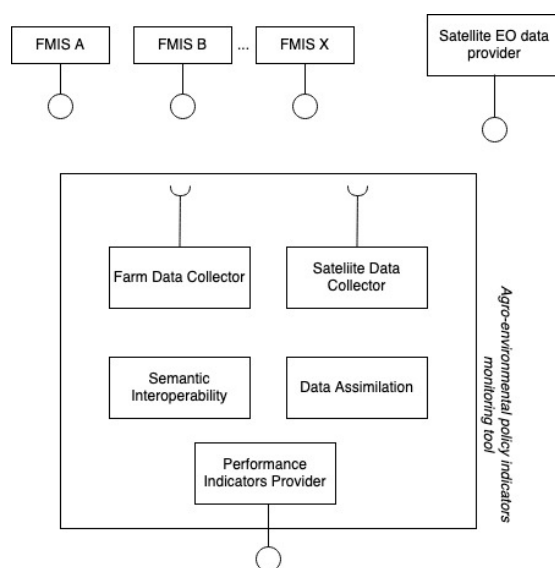 FMIS A
FMIS B
...
FMIS X
Satellite EO data
provider
Farm Data Collector
Sateliite Data
Collector
Semantic
Interoperability
Data Assimilation
Performance
Indicators Provider
Agro-environmental policy indicators
monitoring tool